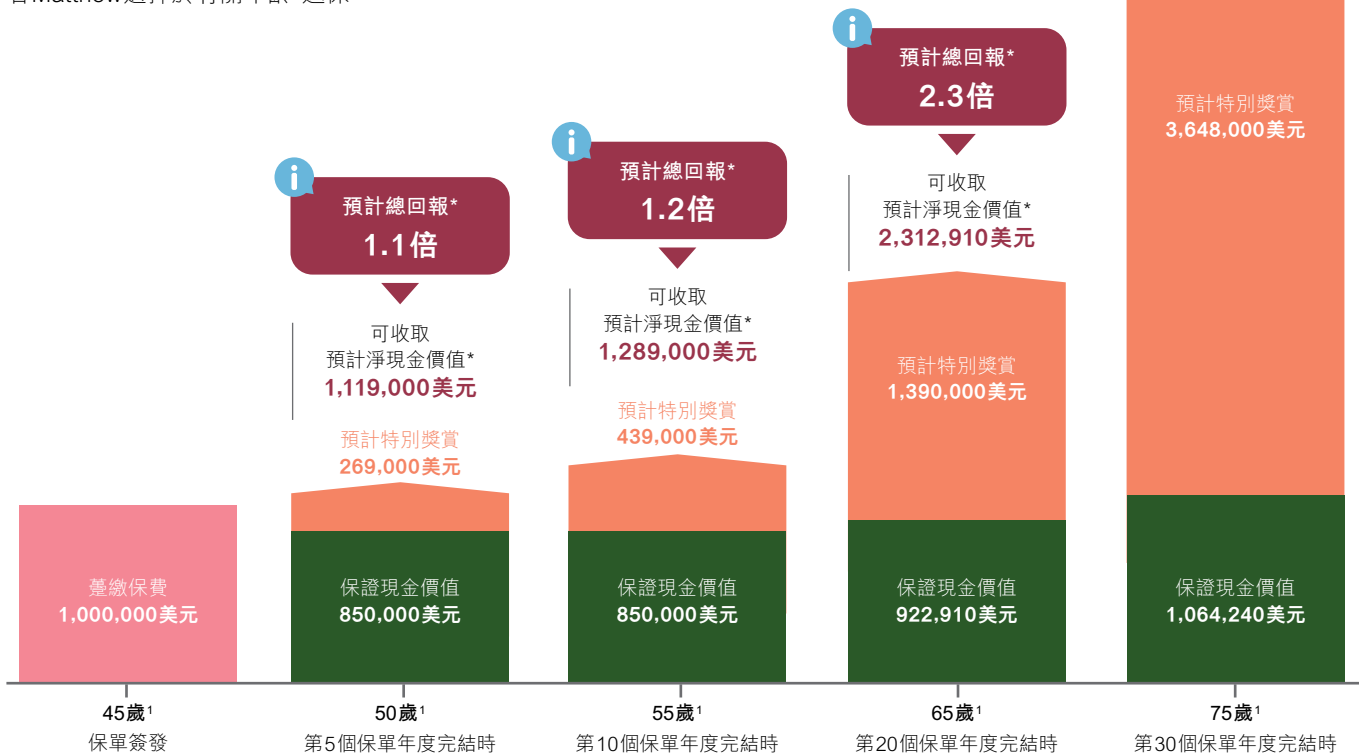 預計總回報*
2.3倍
預計特別獎賞
3,648,000美元
預計總回報*
1.2倍
預計總回報*
1.1倍
可收取
預計淨現金價值*
2,312,910美元
可收取
預計淨現金價值*
1,289,000美元
可收取
預計淨現金價值*
1,119,000美元
預計特別獎賞
1,390,000美元
預計特別獎賞
439,000美元
預計特別獎賞
269,000美元
躉繳保費
1,000,000美元
保證現金價值
850,000美元
保證現金價值
850,000美元
保證現金價值
922,910美元
保證現金價值
1,064,240美元
45歲¹
保單簽發
50歲¹
第5個保單年度完結時
55歲¹
第10個保單年度完結時
65歲¹
第20個保單年度完結時
75歲¹
第30個保單年度完結時